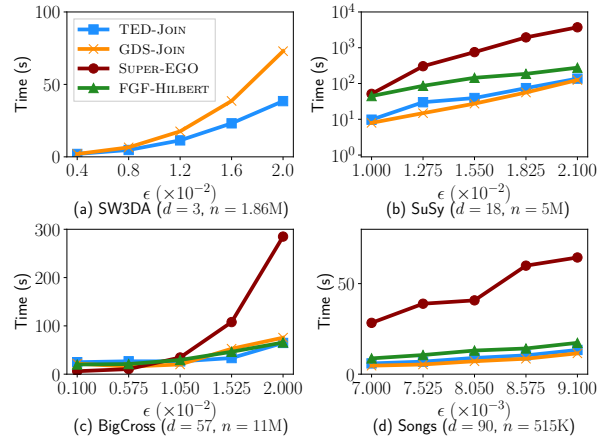 100
50
0
Time (s)
TED-JOIN
GDS-JOIN
SUPER-EGO
FGF-HILBERT
0.4 0.8 1.2 1.6 2.0
ϵ (×10⁻²)
(a) SW3DA (d = 3, n = 1.86M)
10⁴
10³
10²
10¹
10⁰
Time (s)
1.000 1.275 1.550 1.825 2.100
ϵ (×10⁻²)
(b) SuSy (d = 18, n = 5M)
300
200
100
0
Time (s)
0.100 0.575 1.050 1.525 2.000
ϵ (×10⁻²)
(c) BigCross (d = 57, n = 11M)
50
0
Time (s)
7.000 7.525 8.050 8.575 9.100
ϵ (×10⁻³)
(d) Songs (d = 90, n = 515K)